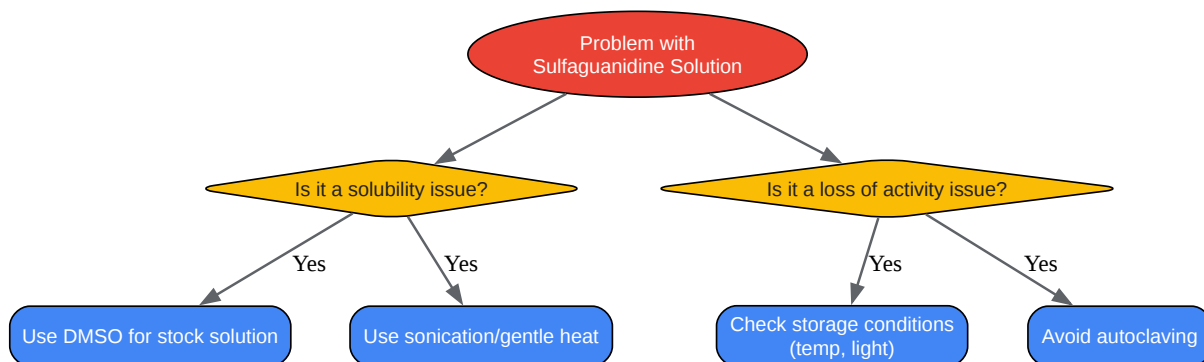 Problem with
Sulfaguanidine Solution
Is it a solubility issue?
Is it a loss of activity issue?
Yes
Yes
Yes
Yes
Use DMSO for stock solution
Use sonication/gentle heat
Check storage conditions
(temp, light)
Avoid autoclaving